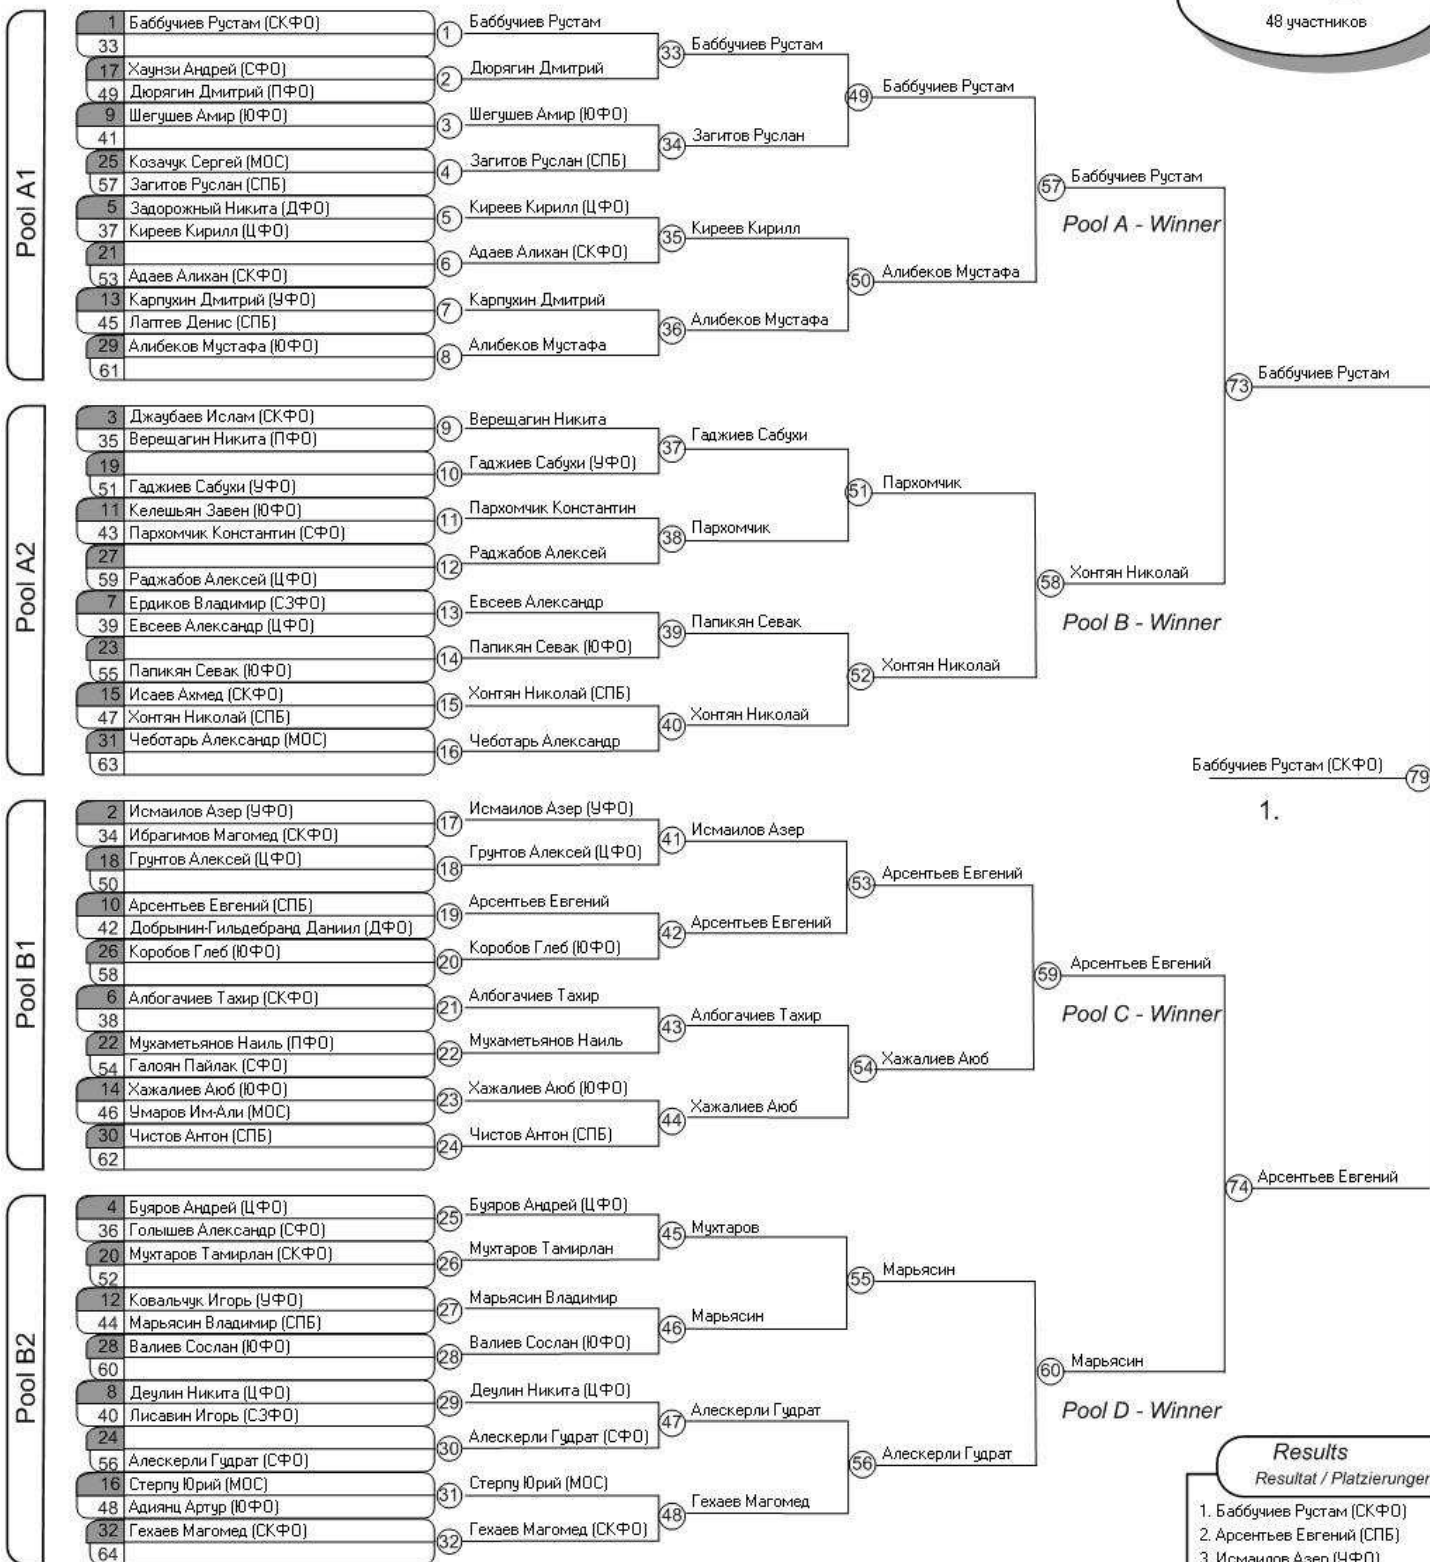 48 участников
Pool A1
1 Баббучиев Рустам (СКФО)
33
17 Хаунзи Андрей (СФО)
49 Дюрягин Дмитрий (ПФО)
9 Шегушев Амир (ЮФО)
41
25 Козачук Сергей (МОС)
57 Загитов Руслан (СПБ)
5 Задорожный Никита (ДФО)
37 Киреев Кирилл (ЦФО)
21
53 Адаев Алихан (СКФО)
13 Карпухин Дмитрий (УФО)
45 Лаптев Денис (СПБ)
29 Алибеков Мустафа (ЮФО)
61
1 Баббучиев Рустам
2 Дюрягин Дмитрий
3 Шегушев Амир (ЮФО)
4 Загитов Руслан (СПБ)
5 Киреев Кирилл (ЦФО)
6 Адаев Алихан (СКФО)
7 Карпухин Дмитрий
8 Алибеков Мустафа
33 Баббучиев Рустам
34 Загитов Руслан
35 Киреев Кирилл
36 Алибеков Мустафа
49 Баббучиев Рустам
50 Алибеков Мустафа
57 Баббучиев Рустам
Pool A - Winner
Pool A2
3 Джаубаев Ислам (СКФО)
35 Верещагин Никита (ПФО)
19
51 Гаджиев Сабухи (УФО)
11 Келешьян Завен (ЮФО)
43 Пархомчик Константин (СФО)
27
59 Раджабов Алексей (ЦФО)
7 Ердиков Владимир (СЗФО)
39 Евсеев Александр (ЦФО)
23
55 Папикян Севак (ЮФО)
15 Исаев Ахмед (СКФО)
47 Хонтян Николай (СПБ)
31 Чеботарь Александр (МОС)
63
9 Верещагин Никита
10 Гаджиев Сабухи (УФО)
11 Пархомчик Константин
12 Раджабов Алексей
13 Евсеев Александр
14 Папикян Севак (ЮФО)
15 Хонтян Николай (СПБ)
16 Чеботарь Александр
37 Гаджиев Сабухи
38 Пархомчик
39 Папикян Севак
40 Хонтян Николай
51 Пархомчик
52 Хонтян Николай
58 Хонтян Николай
Pool B - Winner
73 Баббучиев Рустам
Баббучиев Рустам (СКФО) 79
1.
Pool B1
2 Исмаилов Азер (УФО)
34 Ибрагимов Магомед (СКФО)
18 Грунтов Алексей (ЦФО)
50
10 Арсентьев Евгений (СПБ)
42 Добрынин-Гильдебранд Даниил (ДФО)
26 Коробов Глеб (ЮФО)
58
6 Албогачиев Тахир (СКФО)
38
22 Мухаметьянов Наиль (ПФО)
54 Галоян Пайлак (СФО)
14 Хажалиев Аюб (ЮФО)
46 Умаров Им-Али (МОС)
30 Чистов Антон (СПБ)
62
17 Исмаилов Азер (УФО)
18 Грунтов Алексей (ЦФО)
19 Арсентьев Евгений
20 Коробов Глеб (ЮФО)
21 Албогачиев Тахир
22 Мухаметьянов Наиль
23 Хажалиев Аюб (ЮФО)
24 Чистов Антон (СПБ)
41 Исмаилов Азер
42 Арсентьев Евгений
43 Албогачиев Тахир
44 Хажалиев Аюб
53 Арсентьев Евгений
54 Хажалиев Аюб
59 Арсентьев Евгений
Pool C - Winner
Pool B2
4 Буяров Андрей (ЦФО)
36 Голышев Александр (СФО)
20 Мухтаров Тамирлан (СКФО)
52
12 Ковальчук Игорь (УФО)
44 Марьясин Владимир (СПБ)
28 Валиев Сослан (ЮФО)
60
8 Деулин Никита (ЦФО)
40 Лисавин Игорь (СЗФО)
24
56 Алескерли Гудрат (СФО)
16 Стерпу Юрий (МОС)
48 Адиянц Артур (ЮФО)
32 Гехаев Магомед (СКФО)
64
25 Буяров Андрей (ЦФО)
26 Мухтаров Тамирлан
27 Марьясин Владимир
28 Валиев Сослан (ЮФО)
29 Деулин Никита (ЦФО)
30 Алескерли Гудрат (СФО)
31 Стерпу Юрий (МОС)
32 Гехаев Магомед (СКФО)
45 Мухтаров
46 Марьясин
47 Алескерли Гудрат
48 Гехаев Магомед
55 Марьясин
56 Алескерли Гудрат
60 Марьясин
Pool D - Winner
74 Арсентьев Евгений
Results
Resultat / Platzierungen
1. Баббучиев Рустам (СКФО)
2. Арсентьев Евгений (СПБ)
3. Исмаилов Азер (УФО)